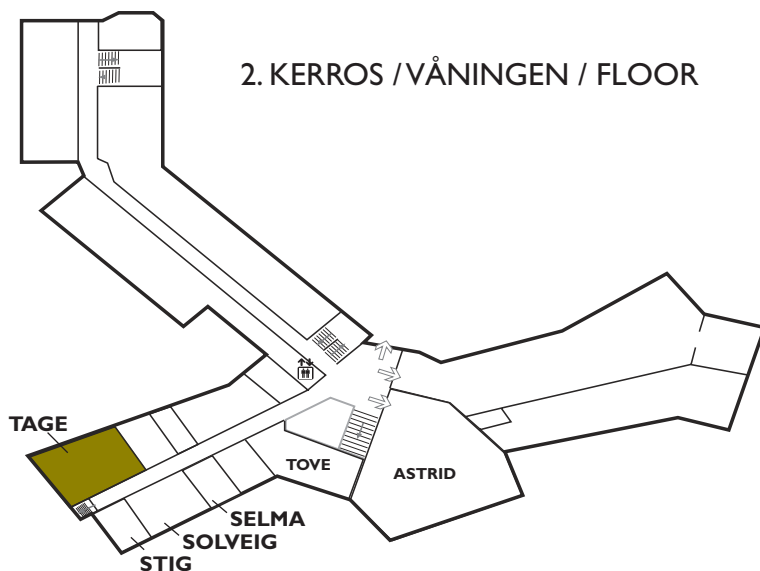 2. KERROS / VÅNINGEN / FLOOR
TAGE
TOVE
ASTRID
SELMA
SOLVEIG
STIG